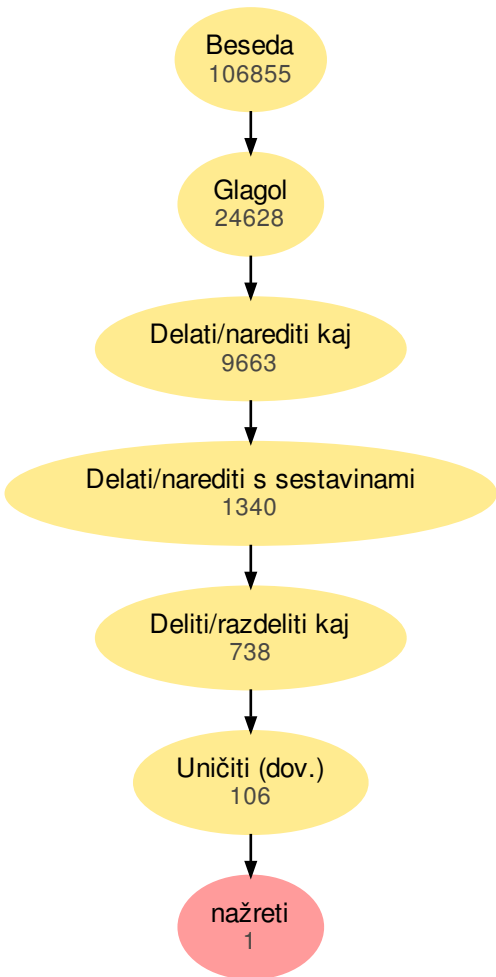 Beseda
106855
Glagol
24628
Delati/narediti kaj
9663
Delati/narediti s sestavinami
1340
Deliti/razdeliti kaj
738
Uničiti (dov.)
106
nažreti
1